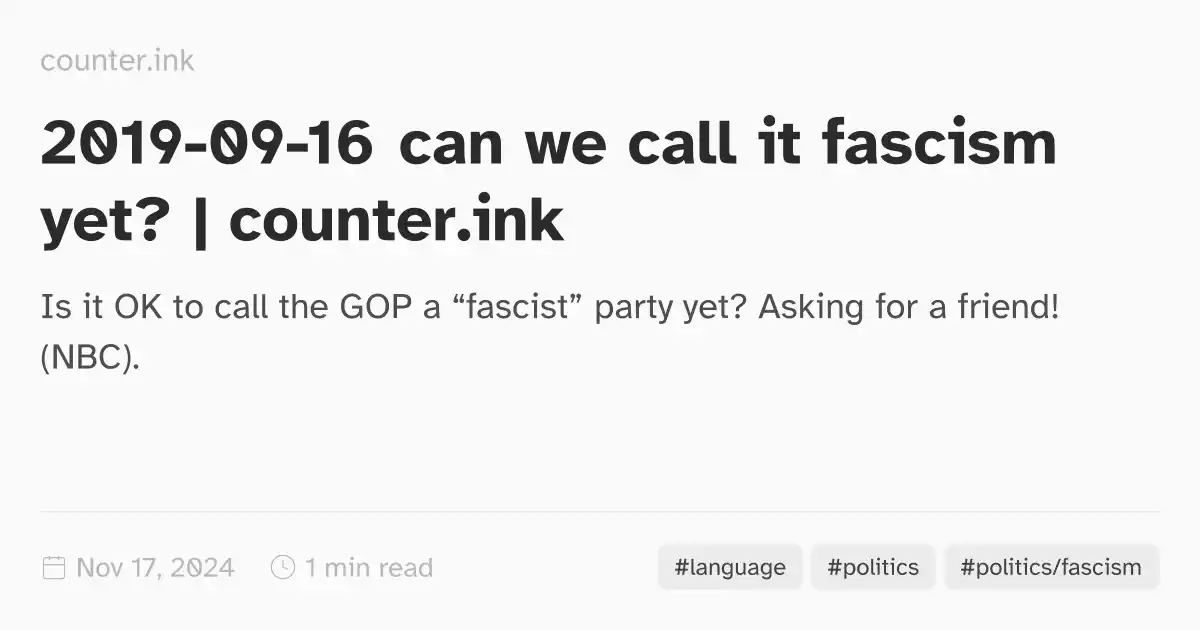 counter.ink
2019-09-16 can we call it fascism
yet? | counter.ink
Is it OK to call the GOP a “fascist” party yet? Asking for a friend!
(NBC).
Nov 17, 2024 1 min read #language #politics #politics/fascism